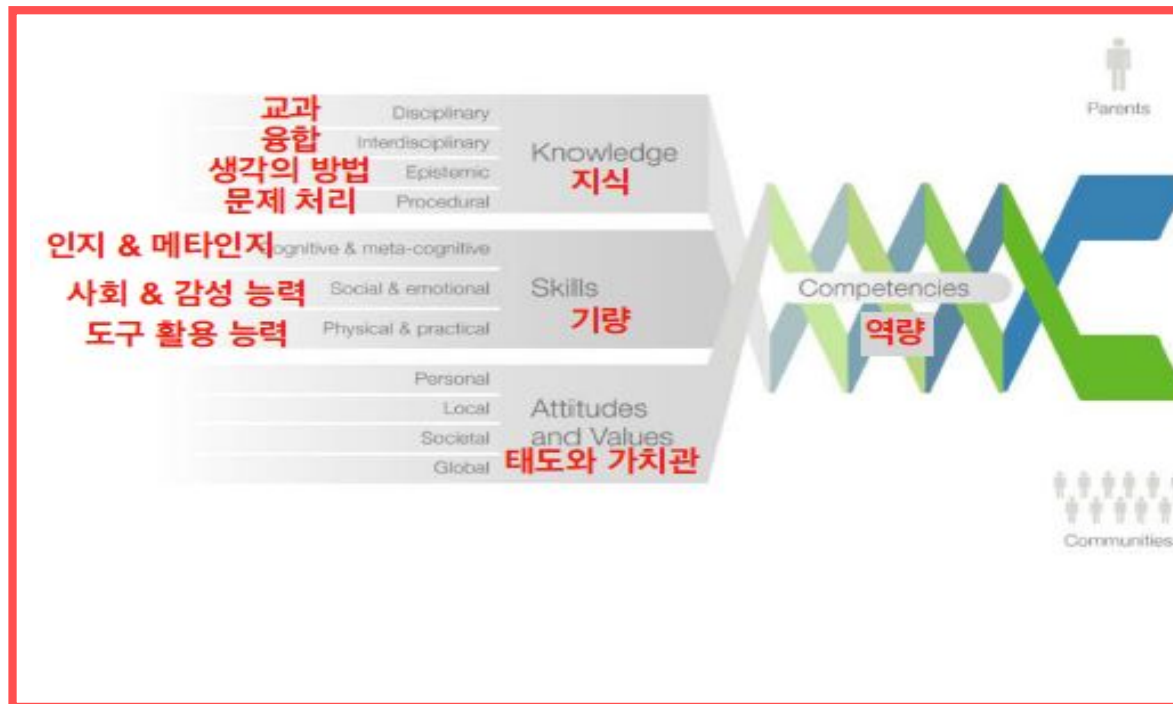 교과 Disciplinary
융합 Interdisciplinary
생각의 방법 Epistemic
문제 처리 Procedural
Knowledge
지식
인지 & 메타인지 ognitive & meta-cognitive
사회 & 감성 능력 Social & emotional
도구 활용 능력 Physical & practical
Skills
기량
Personal
Local
Societal
Global
Attitudes
and Values
태도와 가치관
Competencies
역량
Parents
Communities